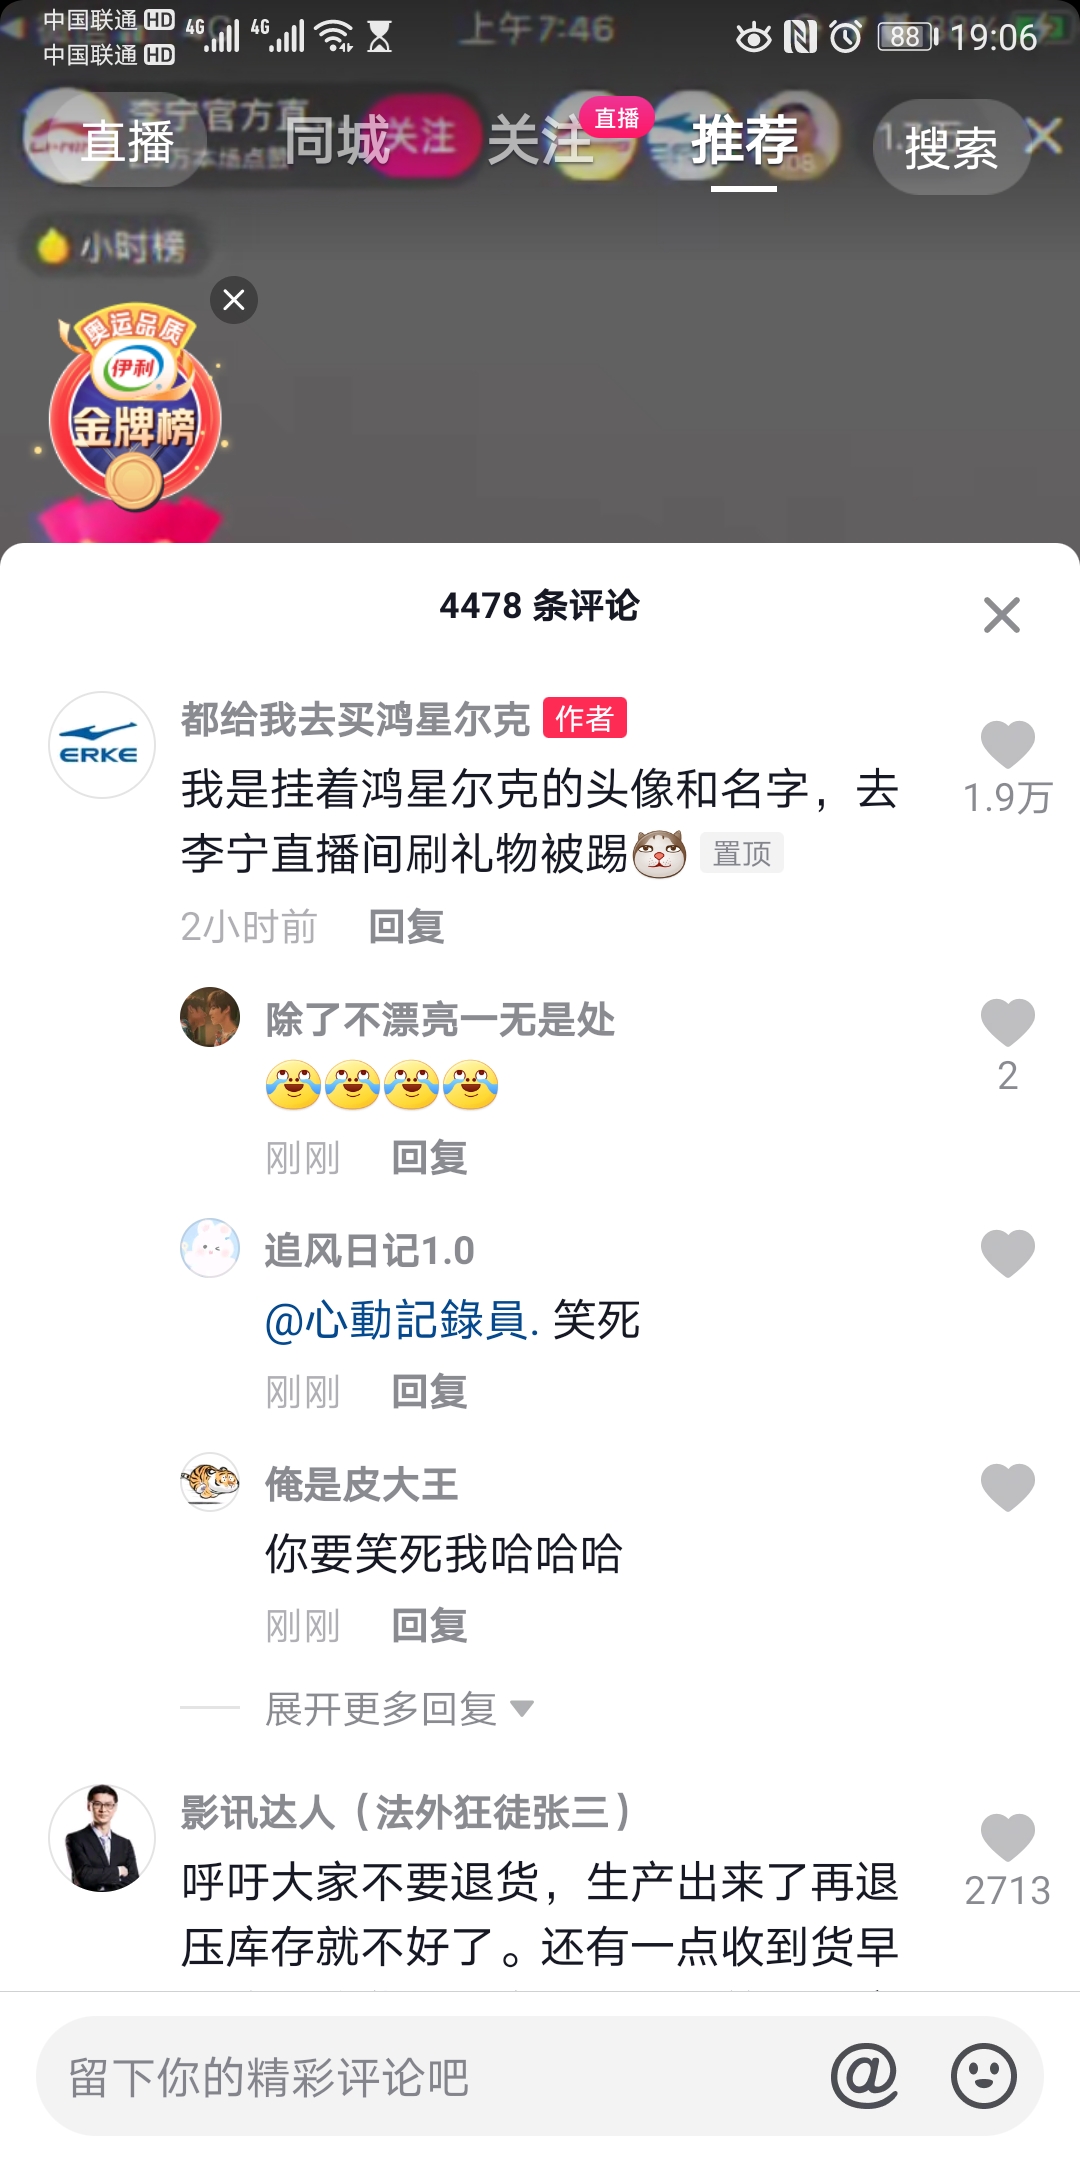 中国联通 HD
中国联通 HD
4G 4G
上午7:46
88 19:06
李宁官方直
万本场点赞
直播
同城
关注
关注
直播
推荐
搜索
小时榜
奥运品质
伊利
金牌榜
4478 条评论
ERKE
都给我去买鸿星尔克 作者
我是挂着鸿星尔克的头像和名字，去
李宁直播间刷礼物被踢 置顶
1.9万
2小时前 回复
除了不漂亮一无是处
2
刚刚 回复
追风日记1.0
@心動記錄員. 笑死
刚刚 回复
俺是皮大王
你要笑死我哈哈哈
刚刚 回复
展开更多回复
影讯达人（法外狂徒张三）
呼吁大家不要退货，生产出来了再退
压库存就不好了。还有一点收到货早
2713
留下你的精彩评论吧
@